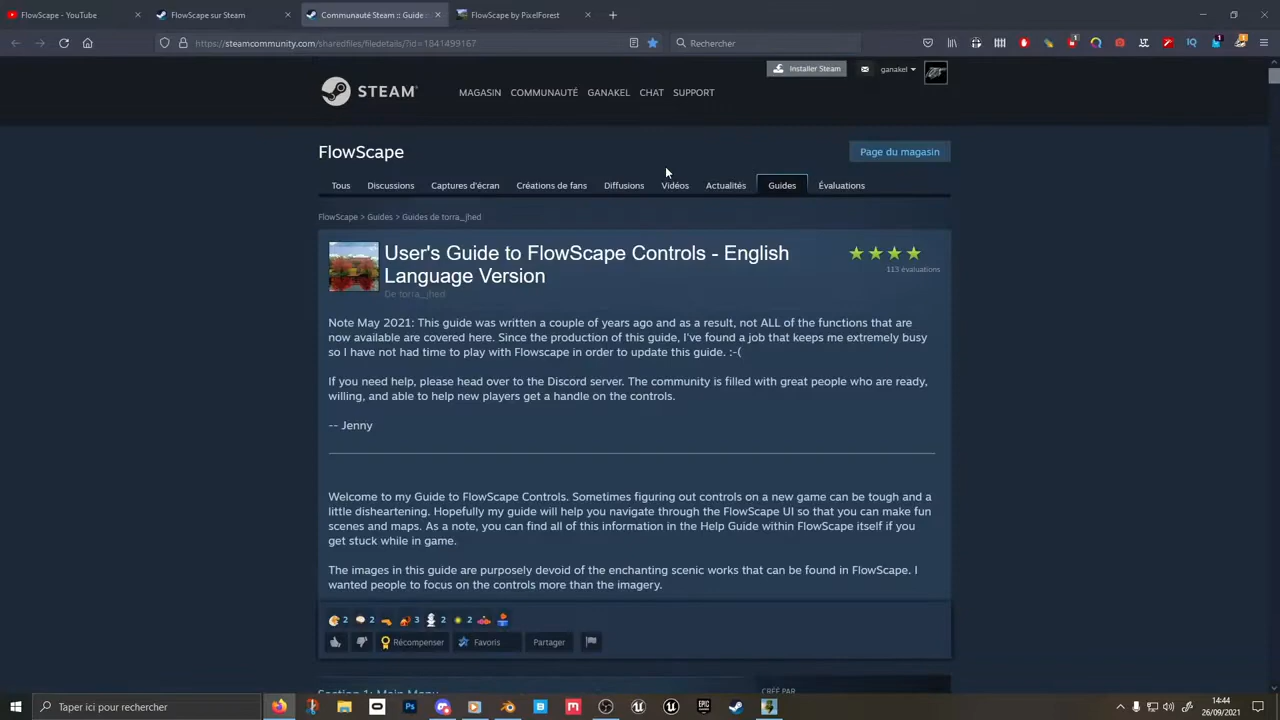 FlowScape - YouTube
FlowScape sur Steam
Communauté Steam :: Guide :
FlowScape by PixelForest
https://steamcommunity.com/sharedfiles/filedetails/?id=1841499167
Rechercher
Installer Steam
ganakel
STEAM
MAGASIN COMMUNAUTÉ GANAKEL CHAT SUPPORT
FlowScape
Page du magasin
Tous Discussions Captures d'écran Créations de fans Diffusions Vidéos Actualités Guides Évaluations
FlowScape > Guides > Guides de torra_jhed
User's Guide to FlowScape Controls - English
Language Version
113 évaluations
De torra_jhed
Note May 2021: This guide was written a couple of years ago and as a result, not ALL of the functions that are
now available are covered here. Since the production of this guide, I've found a job that keeps me extremely busy
so I have not had time to play with Flowscape in order to update this guide. :-(
If you need help, please head over to the Discord server. The community is filled with great people who are ready,
willing, and able to help new players get a handle on the controls.
-- Jenny
Welcome to my Guide to FlowScape Controls. Sometimes figuring out controls on a new game can be tough and a
little disheartening. Hopefully my guide will help you navigate through the FlowScape UI so that you can make fun
scenes and maps. As a note, you can find all of this information in the Help Guide within FlowScape itself if you
get stuck while in game.
The images in this guide are purposely devoid of the enchanting scenic works that can be found in FlowScape. I
wanted people to focus on the controls more than the imagery.
2 2 3 2 2
Récompenser Favoris Partager
Section 1: Main Menu
CRÉÉ PAR
Taper ici pour rechercher
14:44
26/09/2021